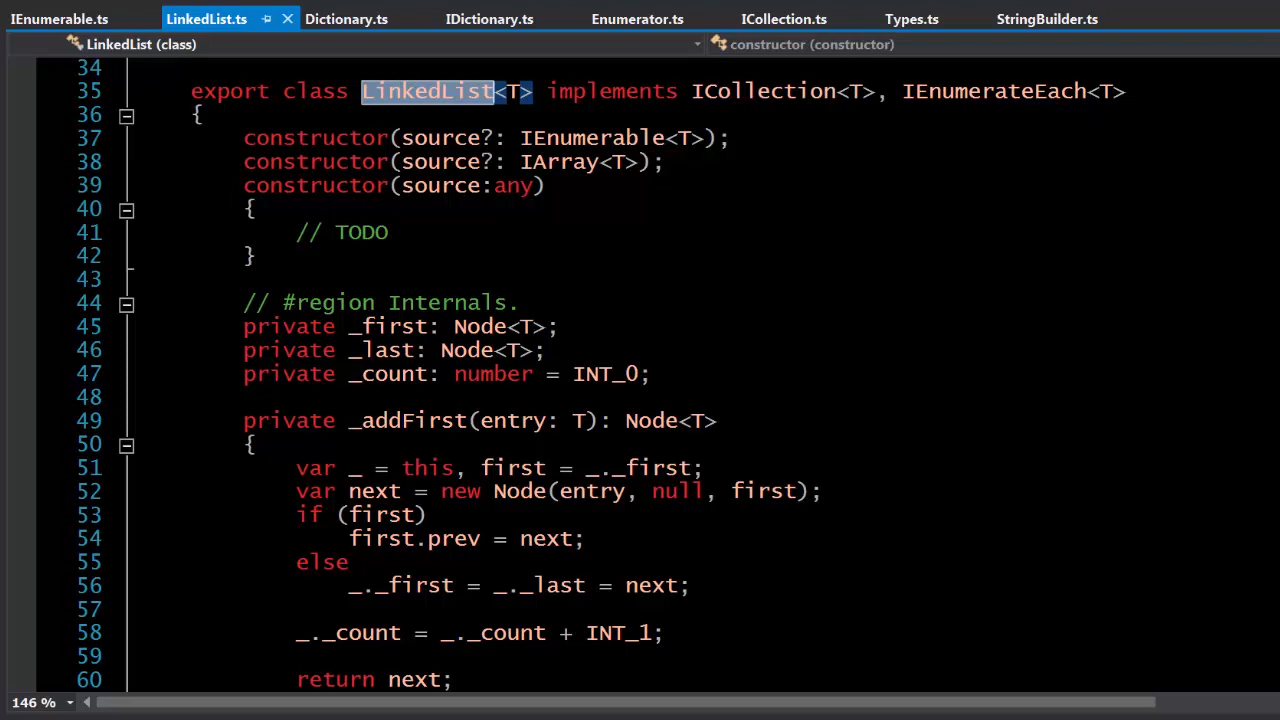 IEnumerable.ts LinkedList.ts Dictionary.ts IDictionary.ts Enumerator.ts ICollection.ts Types.ts StringBuilder.ts
LinkedList (class) constructor (constructor)
34
35 export class LinkedList<T> implements ICollection<T>, IEnumerateEach<T>
36 {
37 constructor(source?: IEnumerable<T>);
38 constructor(source?: IArray<T>);
39 constructor(source:any)
40 {
41 // TODO
42 }
43
44 // #region Internals.
45 private _first: Node<T>;
46 private _last: Node<T>;
47 private _count: number = INT_0;
48
49 private _addFirst(entry: T): Node<T>
50 {
51 var _ = this, first = _._first;
52 var next = new Node(entry, null, first);
53 if (first)
54 first.prev = next;
55 else
56 _._first = _._last = next;
57
58 _._count = _._count + INT_1;
59
60 return next;
146 %